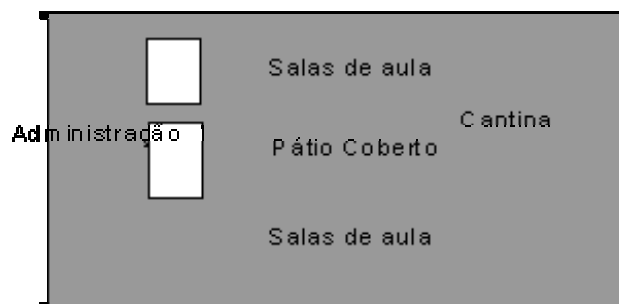 Salas de aula
Cantina
Administração
Pátio Coberto
Salas de aula